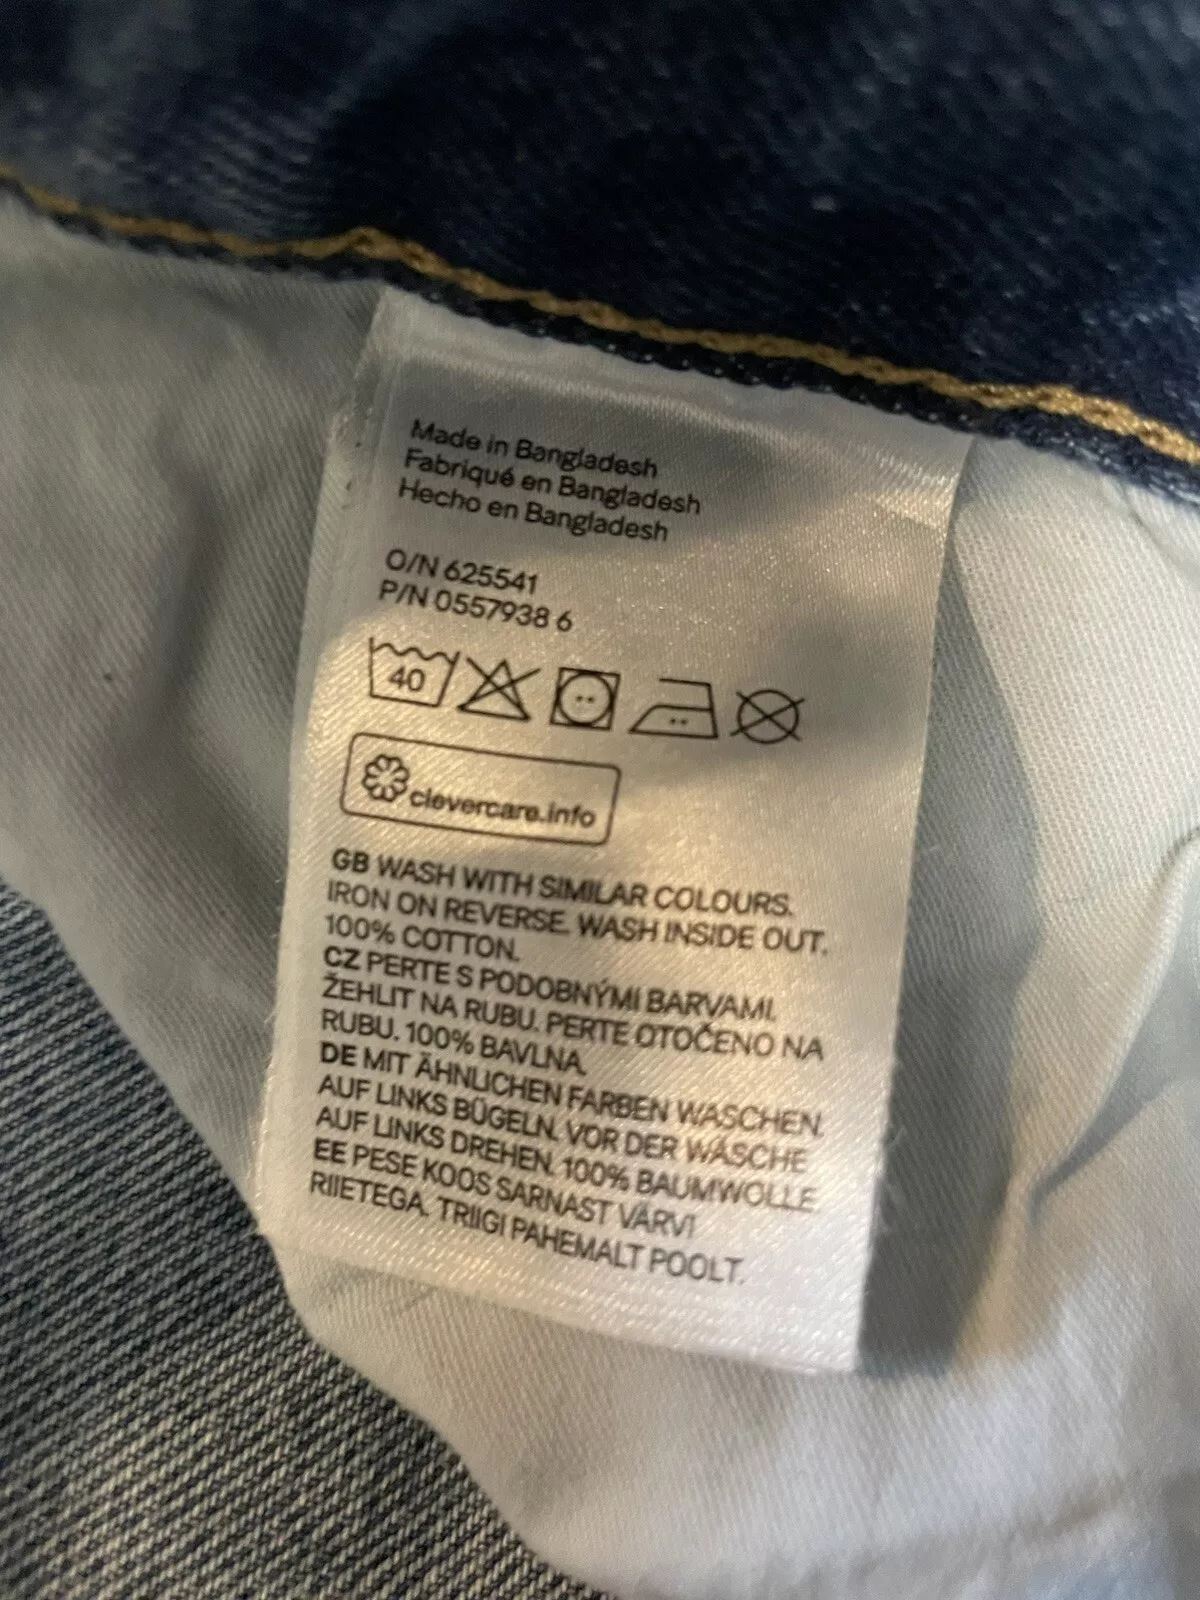 Made in Bangladesh
Fabriqué en Bangladesh
Hecho en Bangladesh
O/N 625541
P/N 0557938 6
40
clevercare.info
GB WASH WITH SIMILAR COLOURS.
IRON ON REVERSE. WASH INSIDE OUT.
100% COTTON.
CZ PERTE S PODOBNÝMI BARVAMI.
ŽEHLIT NA RUBU. PERTE OTOČENO NA
RUBU. 100% BAVLNA.
DE MIT ÄHNLICHEN FARBEN WASCHEN.
AUF LINKS BÜGELN. VOR DER WÄSCHE
AUF LINKS DREHEN. 100% BAUMWOLLE
EE PESE KOOS SARNAST VÄRVI
RIIETEGA. TRIIGI PAHEMALT POOLT.